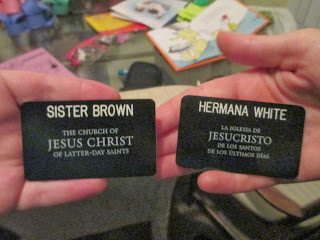 SISTER BROWN
THE CHURCH OF
JESUS CHRIST
OF LATTER-DAY SAINTS
HERMANA WHITE
LA IGLESIA DE
JESUCRISTO
DE LOS SANTOS
DE LOS ÚLTIMOS DÍAS